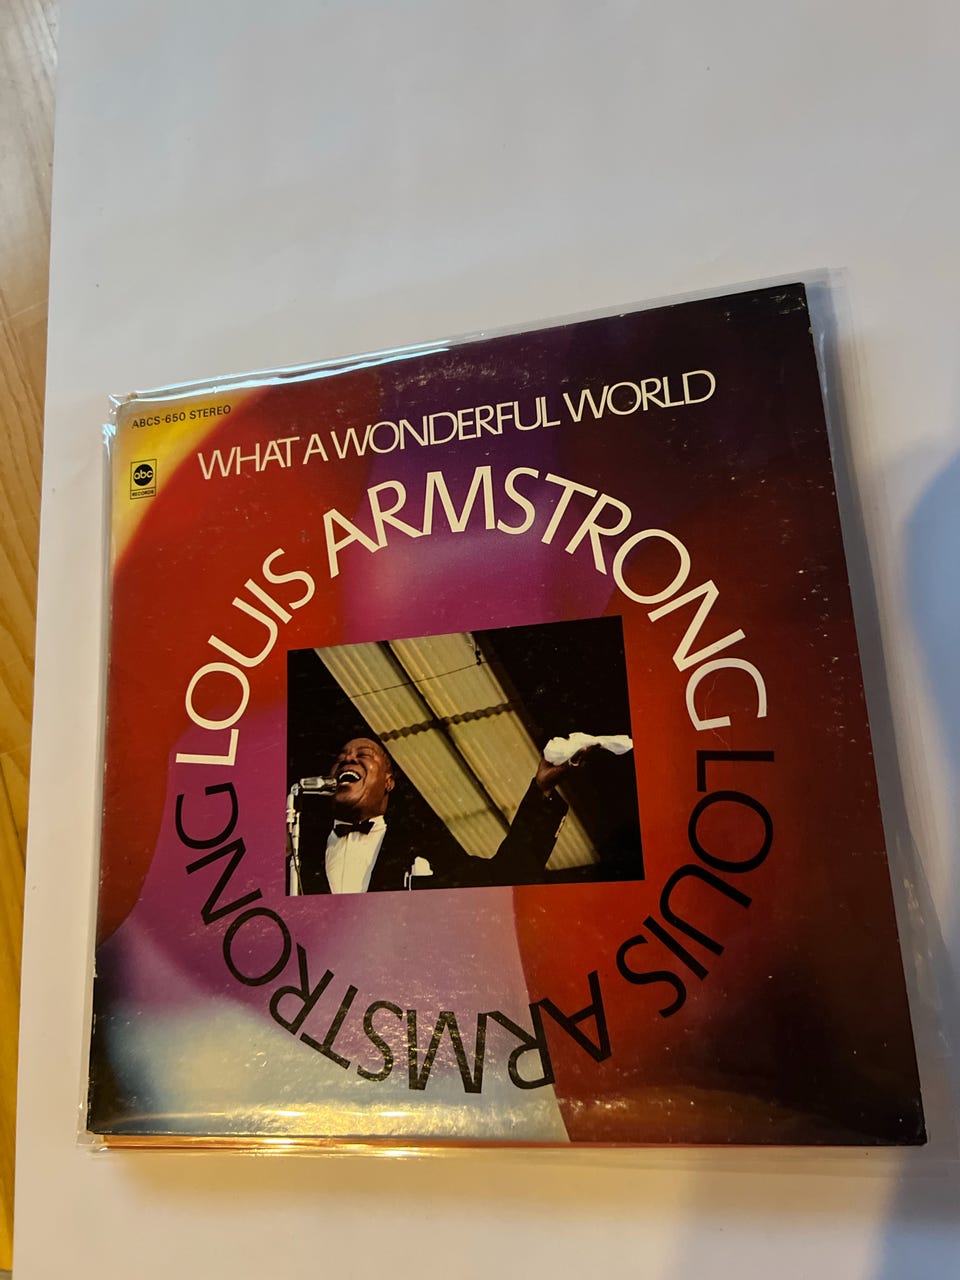 ABCS-650 STEREO
abc
RECORDS
WHAT A WONDERFUL WORLD
LOUIS ARMSTRONG
LOUIS ARMSTRONG